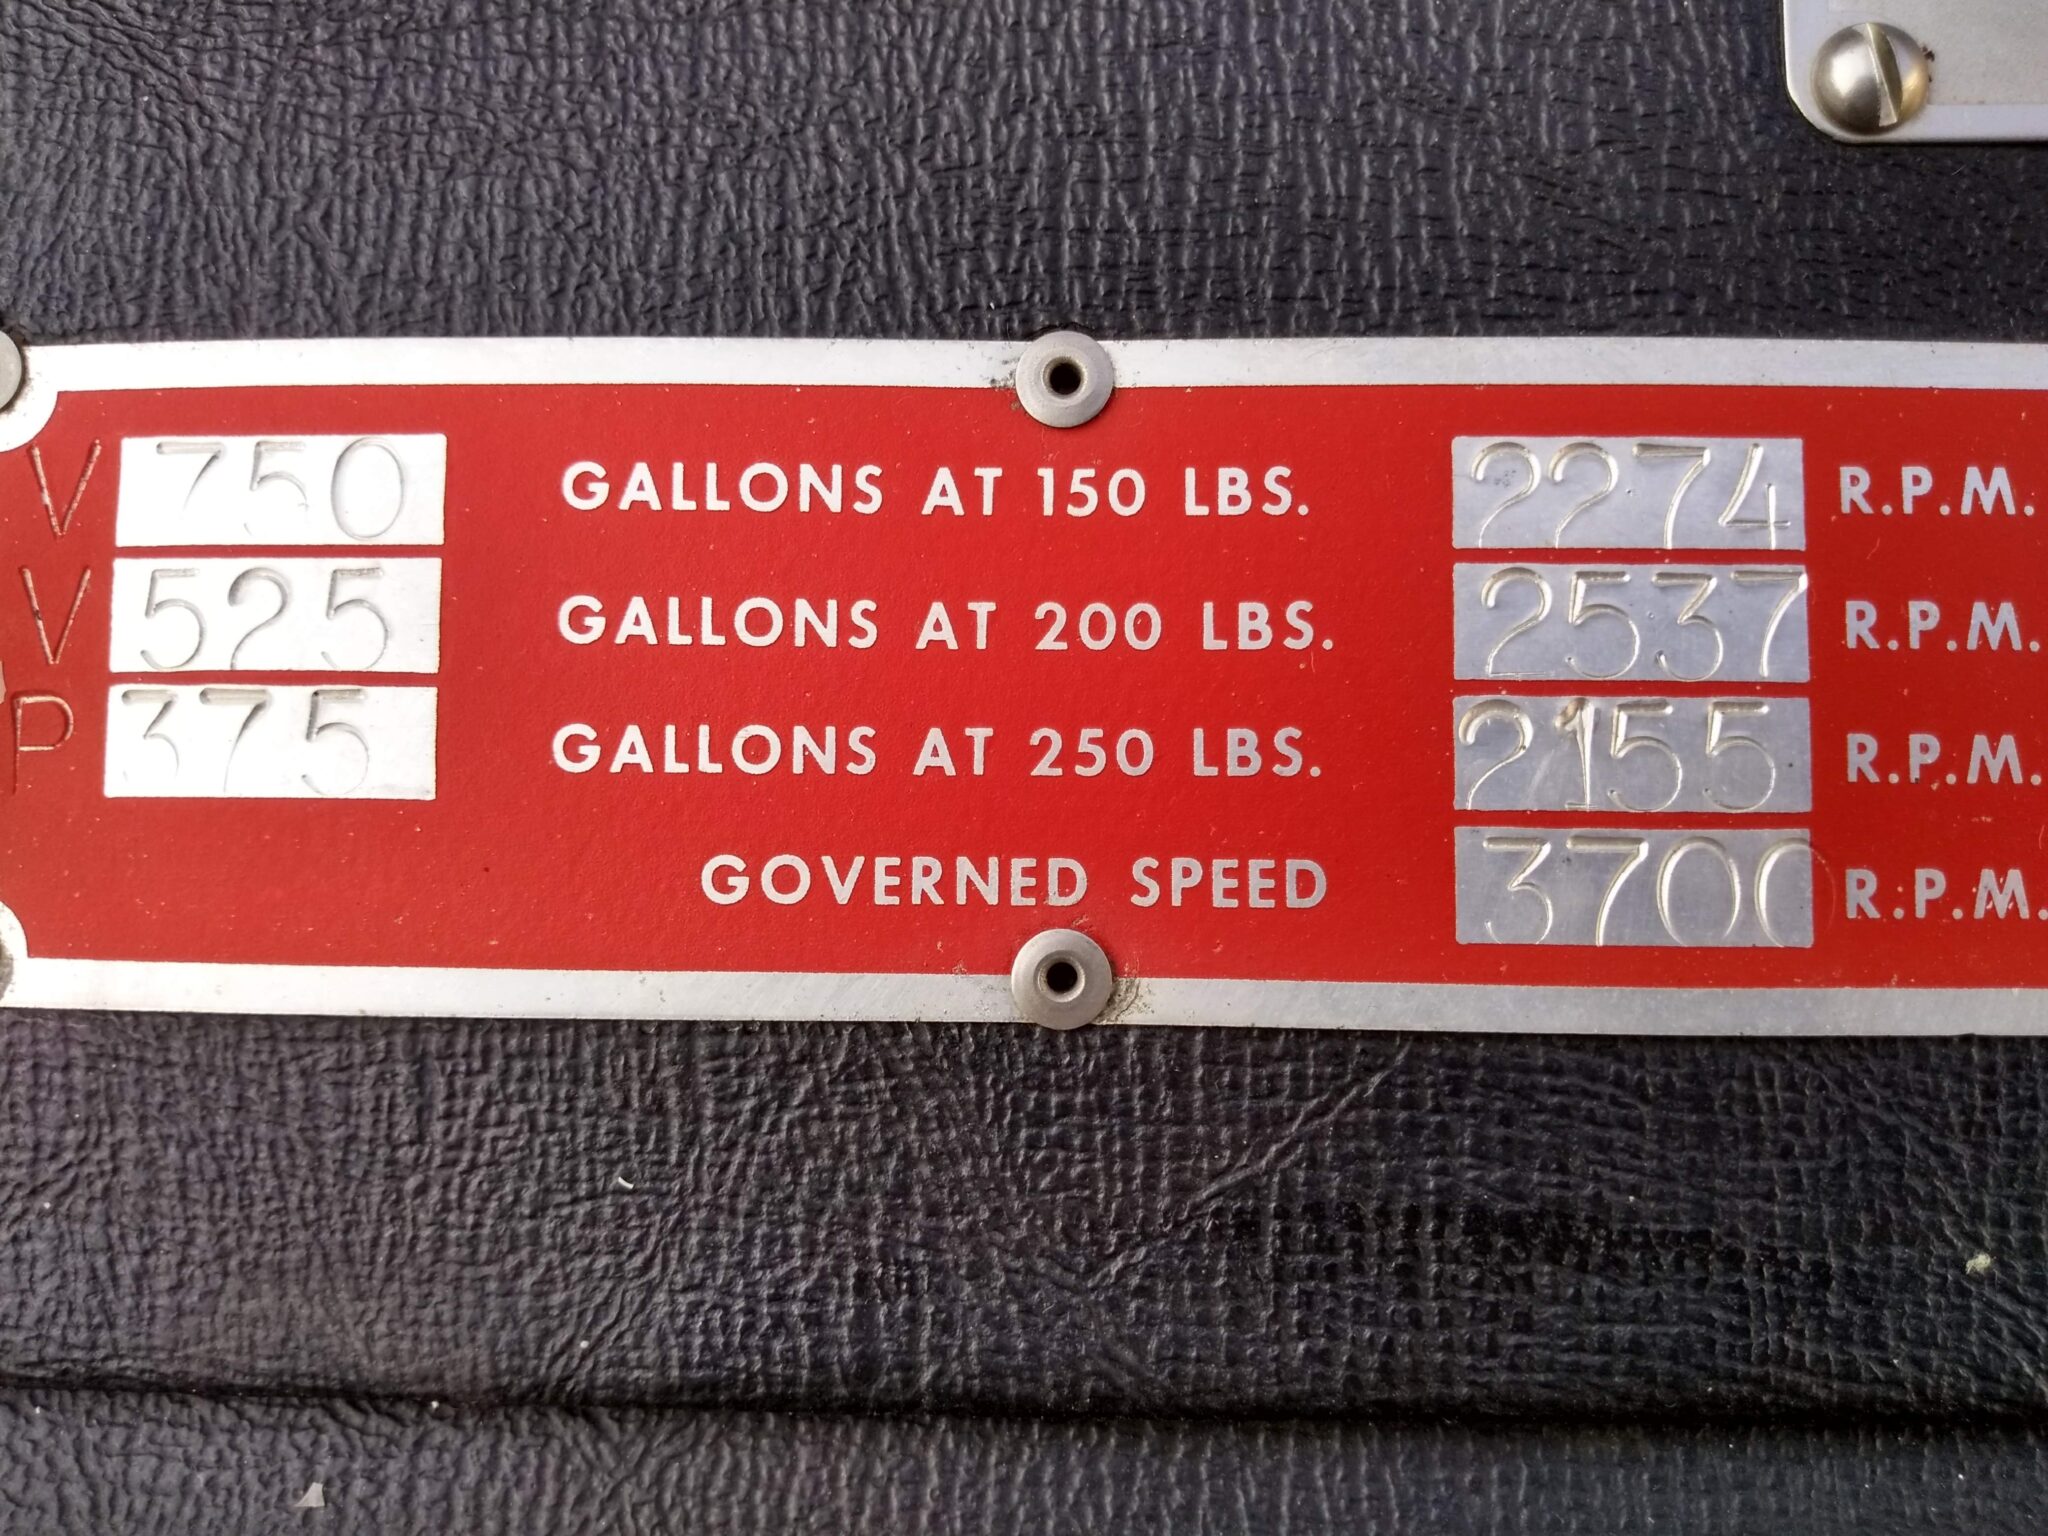 V 750 GALLONS AT 150 LBS. 2274 R.P.M.
V 525 GALLONS AT 200 LBS. 2537 R.P.M.
P 375 GALLONS AT 250 LBS. 2155 R.P.M.
GOVERNED SPEED 3700 R.P.M.